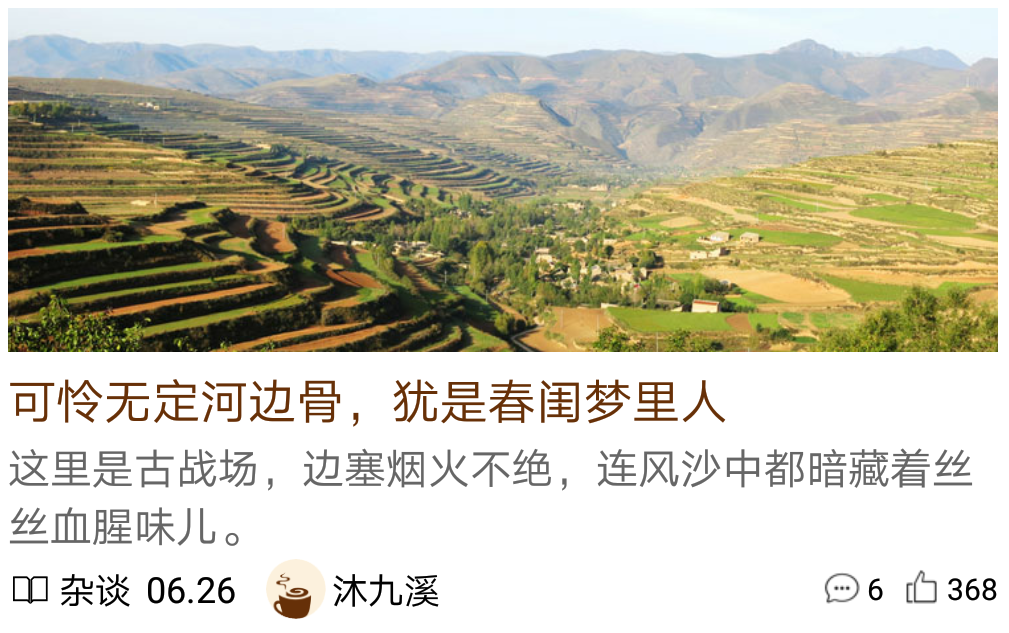 可怜无定河边骨，犹是春闺梦里人
这里是古战场，边塞烟火不绝，连风沙中都暗藏着丝
丝血腥味儿。
杂谈 06.26 沐九溪 6 368